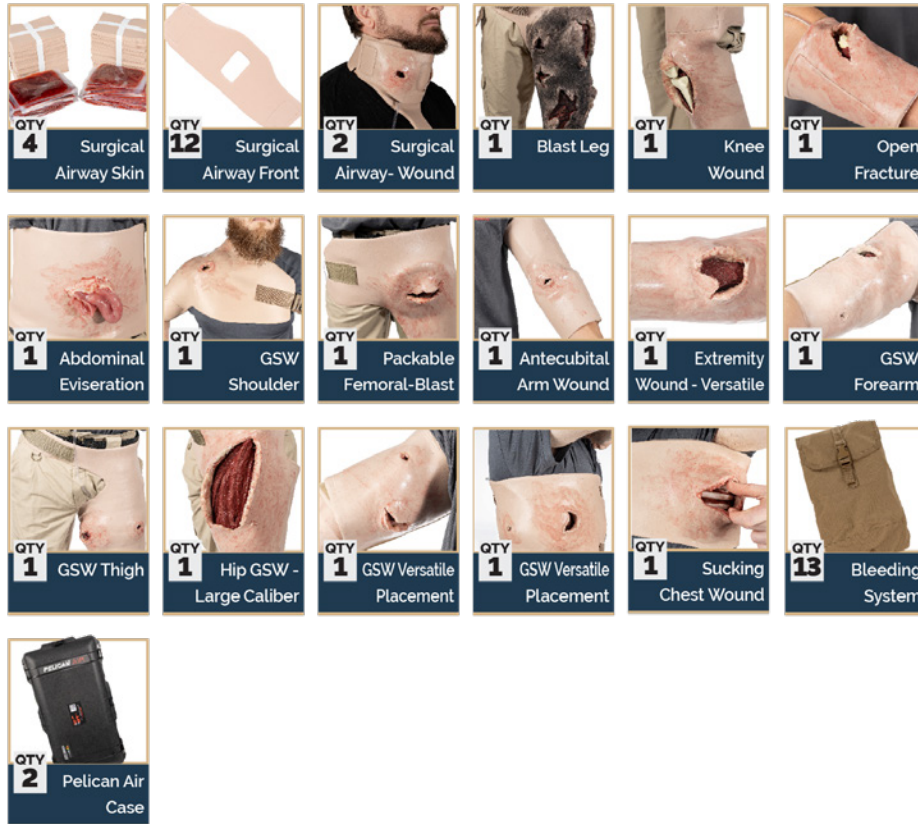 QTY
4
Surgical
Airway Skin
QTY
12
Surgical
Airway Front
QTY
2
Surgical
Airway- Wound
QTY
1
Blast Leg
QTY
1
Knee
Wound
QTY
1
Open
Fracture
QTY
1
Abdominal
Eviseration
QTY
1
GSW
Shoulder
QTY
1
Packable
Femoral-Blast
QTY
1
Antecubital
Arm Wound
QTY
1
Extremity
Wound - Versatile
QTY
1
GSW
Forearm
QTY
1
GSW Thigh
QTY
1
Hip GSW -
Large Caliber
QTY
1
GSW Versatile
Placement
QTY
1
GSW Versatile
Placement
QTY
1
Sucking
Chest Wound
QTY
13
Bleeding
System
PELICAN AIR
QTY
2
Pelican Air
Case